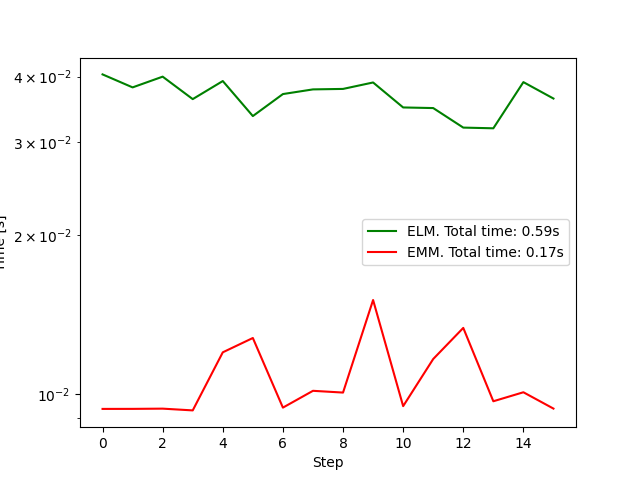 4 × 10⁻²
3 × 10⁻²
2 × 10⁻²
10⁻²
Time [s]
ELM. Total time: 0.59s
EMM. Total time: 0.17s
0 2 4 6 8 10 12 14
Step